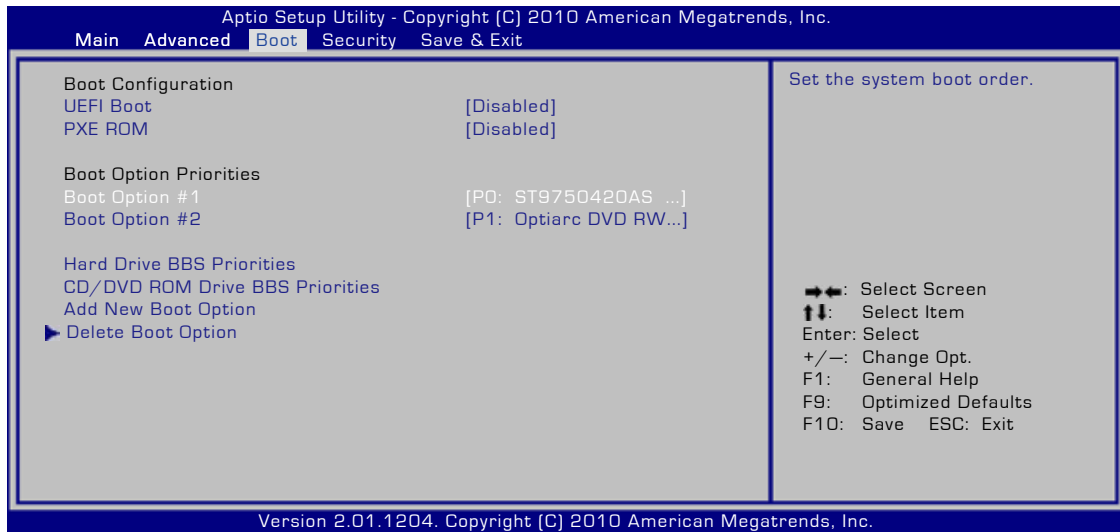 Aptio Setup Utility - Copyright (C) 2010 American Megatrends, Inc.
Main Advanced Boot Security Save & Exit
Boot Configuration
UEFI Boot [Disabled]
PXE ROM [Disabled]
Boot Option Priorities
Boot Option #1 [P0: ST9750420AS ...]
Boot Option #2 [P1: Optiarc DVD RW...]
Hard Drive BBS Priorities
CD/DVD ROM Drive BBS Priorities
Add New Boot Option
Delete Boot Option
Set the system boot order.
→←: Select Screen
↑↓: Select Item
Enter: Select
+/—: Change Opt.
F1: General Help
F9: Optimized Defaults
F10: Save ESC: Exit
Version 2.01.1204. Copyright (C) 2010 American Megatrends, Inc.